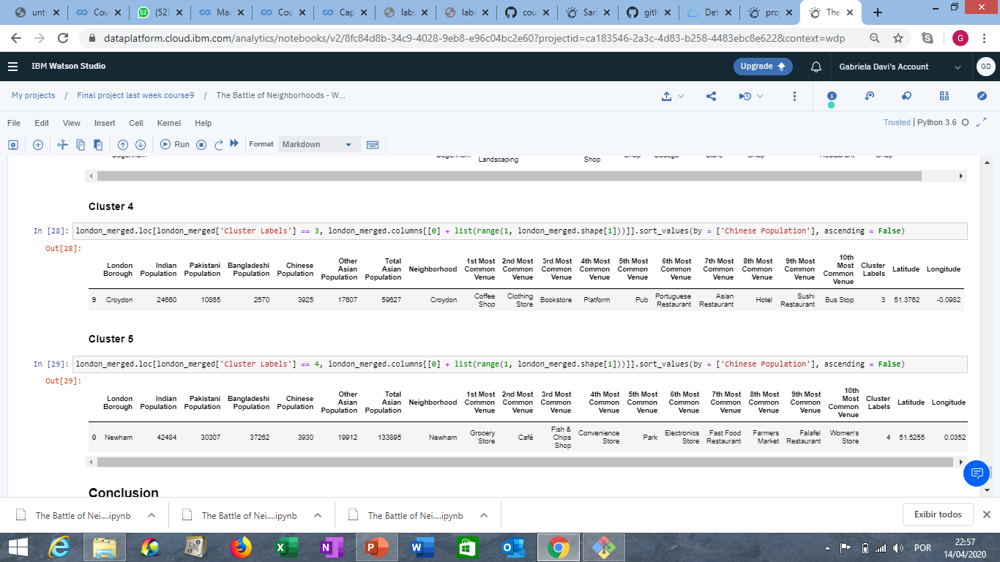 unti
Cou
(52)
Mac
Cou
Cap
labs
labs
cou
Sari
gith
Det
proj
The
dataplatform.cloud.ibm.com/analytics/notebooks/v2/8fc84d8b-34c9-4028-9eb8-e96c04bc2e60?projectid=ca183546-2a3c-4d83-b258-4483ebc8e622&context=wdp
G
IBM Watson Studio
Upgrade
Gabriela Davi's Account
GD
My projects / Final project last week course9 / The Battle of Neighborhoods - W...
File Edit View Insert Cell Kernel Help
Trusted | Python 3.6
Run
Format
Markdown
Landscaping
Shop
Cluster 4
In [28]: london_merged.loc[london_merged['Cluster Labels'] == 3, london_merged.columns[[0] + list(range(1, london_merged.shape[1]))]].sort_values(by = ['Chinese Population'], ascending = False)
Out[28]:
London Borough Indian Population Pakistani Population Bangladeshi Population Chinese Population Other Asian Population Total Asian Population Neighborhood 1st Most Common Venue 2nd Most Common Venue 3rd Most Common Venue 4th Most Common Venue 5th Most Common Venue 6th Most Common Venue 7th Most Common Venue 8th Most Common Venue 9th Most Common Venue 10th Most Common Venue Cluster Labels Latitude Longitude
9 Croydon 24660 10865 2570 3925 17607 59627 Croydon Coffee Shop Clothing Store Bookstore Platform Pub Portuguese Restaurant Asian Restaurant Hotel Sushi Restaurant Bus Stop 3 51.3762 -0.0982
Cluster 5
In [29]: london_merged.loc[london_merged['Cluster Labels'] == 4, london_merged.columns[[0] + list(range(1, london_merged.shape[1]))]].sort_values(by = ['Chinese Population'], ascending = False)
Out[29]:
London Borough Indian Population Pakistani Population Bangladeshi Population Chinese Population Other Asian Population Total Asian Population Neighborhood 1st Most Common Venue 2nd Most Common Venue 3rd Most Common Venue 4th Most Common Venue 5th Most Common Venue 6th Most Common Venue 7th Most Common Venue 8th Most Common Venue 9th Most Common Venue 10th Most Common Venue Cluster Labels Latitude Longitude
0 Newham 42484 30307 37262 3930 19912 133895 Newham Grocery Store Café Fish & Chips Shop Convenience Store Park Electronics Store Fast Food Restaurant Farmers Market Falafel Restaurant Women's Store 4 51.5255 0.0352
Conclusion
The Battle of Nei....ipynb
The Battle of Nei....ipynb
The Battle of Nei....ipynb
Exibir todos
POR
22:57
14/04/2020